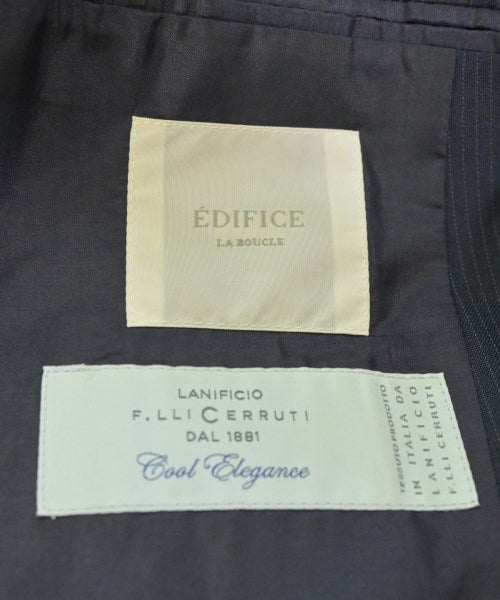 ÉDIFICE
LA BOUCLE
LANIFICIO
F.LLI CERRUTI
DAL 1881
Cool Elegance
TESSUTO PRODOTTO
IN ITALIA DA
LANIFICIO
F.LLI CERRUTI